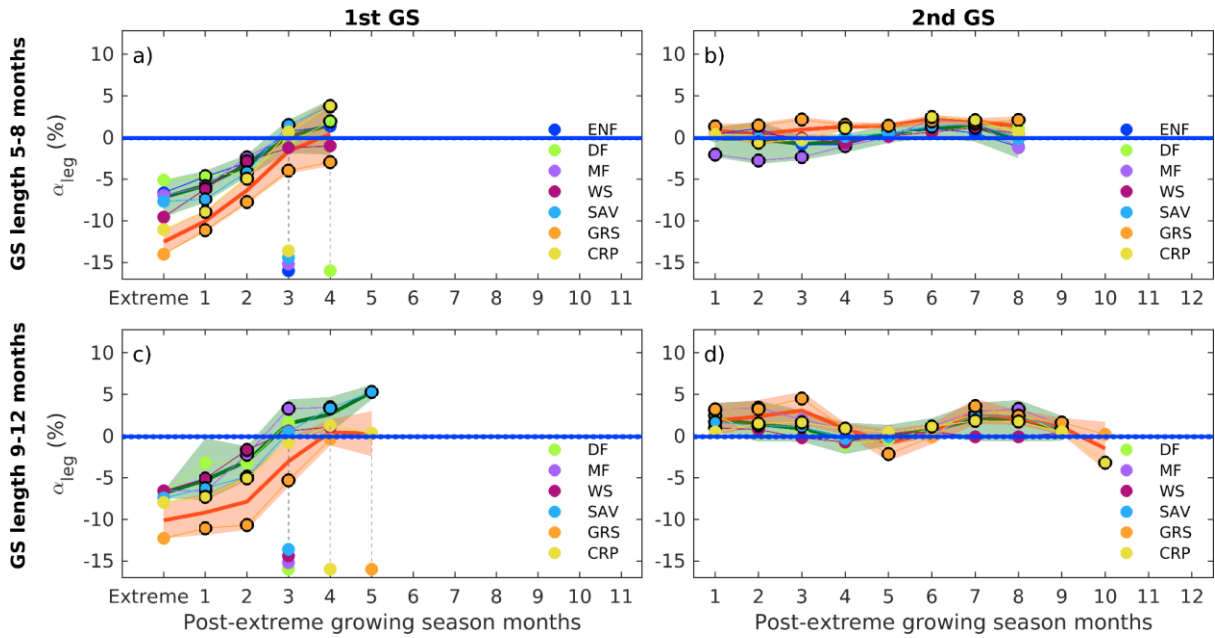 1st GS
2nd GS
GS length 5-8 months
α_leg (%)
a)
10
5
0
-5
-10
-15
Extreme 1 2 3 4 5 6 7 8 9 10 11
b)
10
5
0
-5
-10
-15
ENF
DF
MF
WS
SAV
GRS
CRP
1 2 3 4 5 6 7 8 9 10 11 12
ENF
DF
MF
WS
SAV
GRS
CRP
GS length 9-12 months
α_leg (%)
c)
10
5
0
-5
-10
-15
DF
MF
WS
SAV
GRS
CRP
Extreme 1 2 3 4 5 6 7 8 9 10 11
Post-extreme growing season months
d)
10
5
0
-5
-10
-15
DF
MF
WS
SAV
GRS
CRP
1 2 3 4 5 6 7 8 9 10 11 12
Post-extreme growing season months